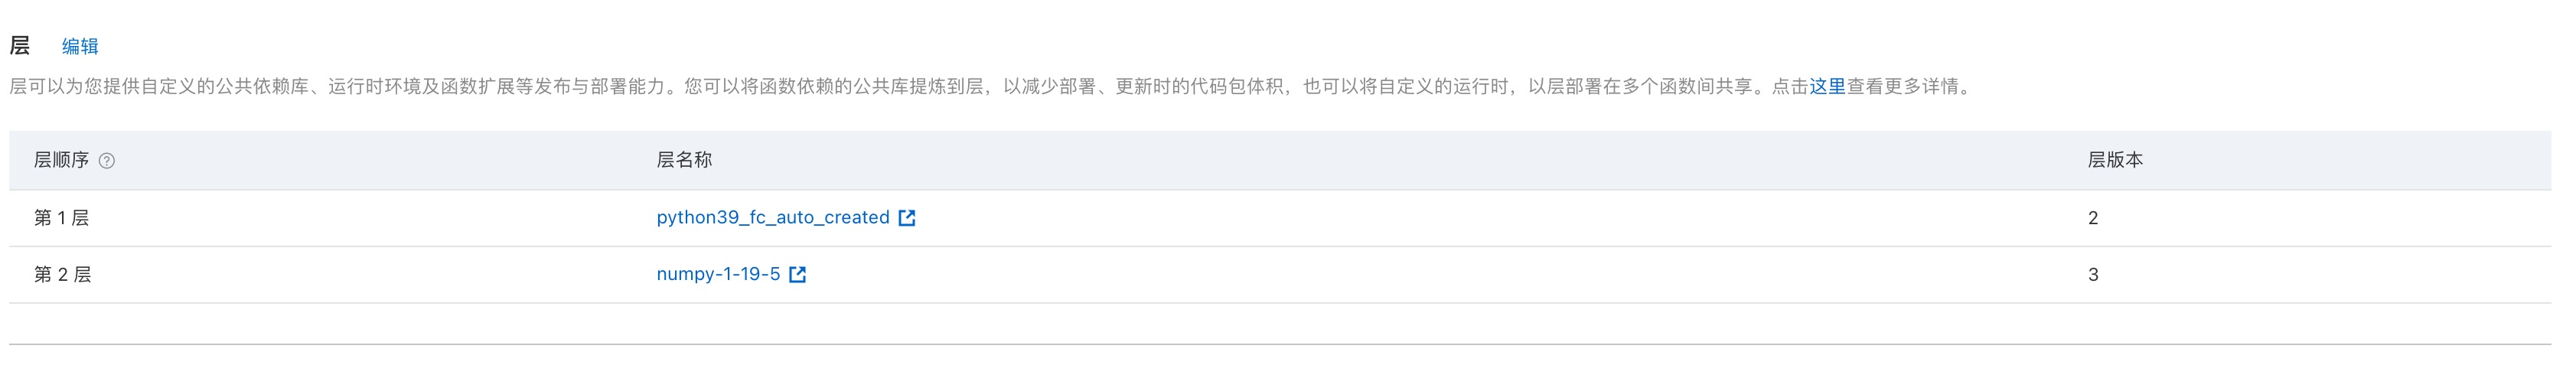 层 编辑
层可以为您提供自定义的公共依赖库、运行时环境及函数扩展等发布与部署能力。您可以将函数依赖的公共库提炼到层，以减少部署、更新时的代码包体积，也可以将自定义的运行时，以层部署在多个函数间共享。点击这里查看更多详情。
层顺序 ? 层名称 层版本
第 1 层 python39_fc_auto_created 2
第 2 层 numpy-1-19-5 3